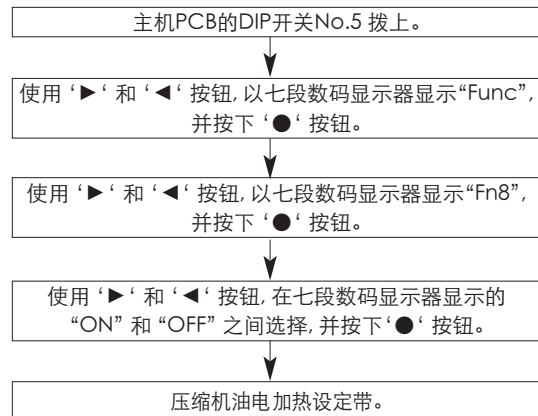 主机PCB的DIP开关No.5 拨上。
使用 ‘►‘ 和 ‘◄‘ 按钮, 以七段数码显示器显示“Func”,
并按下 ‘●‘ 按钮。
使用 ‘►‘ 和 ‘◄‘ 按钮, 以七段数码显示器显示“Fn8”,
并按下 ‘●‘ 按钮。
使用 ‘►‘ 和 ‘◄‘ 按钮, 在七段数码显示器显示的
“ON” 和 “OFF” 之间选择, 并按下‘●‘ 按钮。
压缩机油电加热设定带。